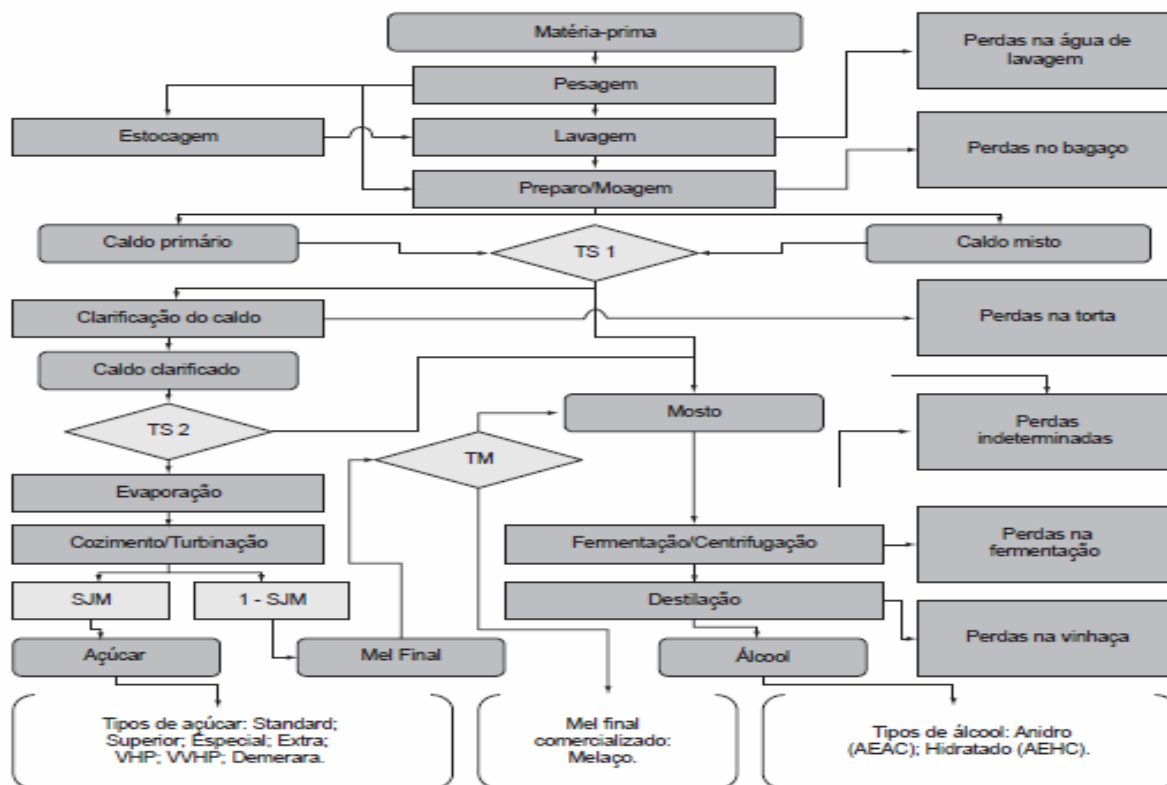 Matéria-prima
Perdas na água de
lavagem
Pesagem
Estocagem
Lavagem
Perdas no bagaço
Preparo/Moagem
Caldo primário
TS 1
Caldo misto
Clarificação do caldo
Perdas na torta
Caldo clarificado
Mosto
Perdas
indeterminadas
TS 2
TM
Evaporação
Cozimento/Turbinação
Fermentação/Centrifugação
Perdas na
fermentação
SJM
1 - SJM
Destilação
Perdas na vinhaça
Açúcar
Mel Final
Álcool
Tipos de açúcar: Standard;
Superior; Especial; Extra;
VHP; VVHP; Demerara.
Mel final
comercializado:
Melaço.
Tipos de álcool: Anidro
(AEAC); Hidratado (AEHC).